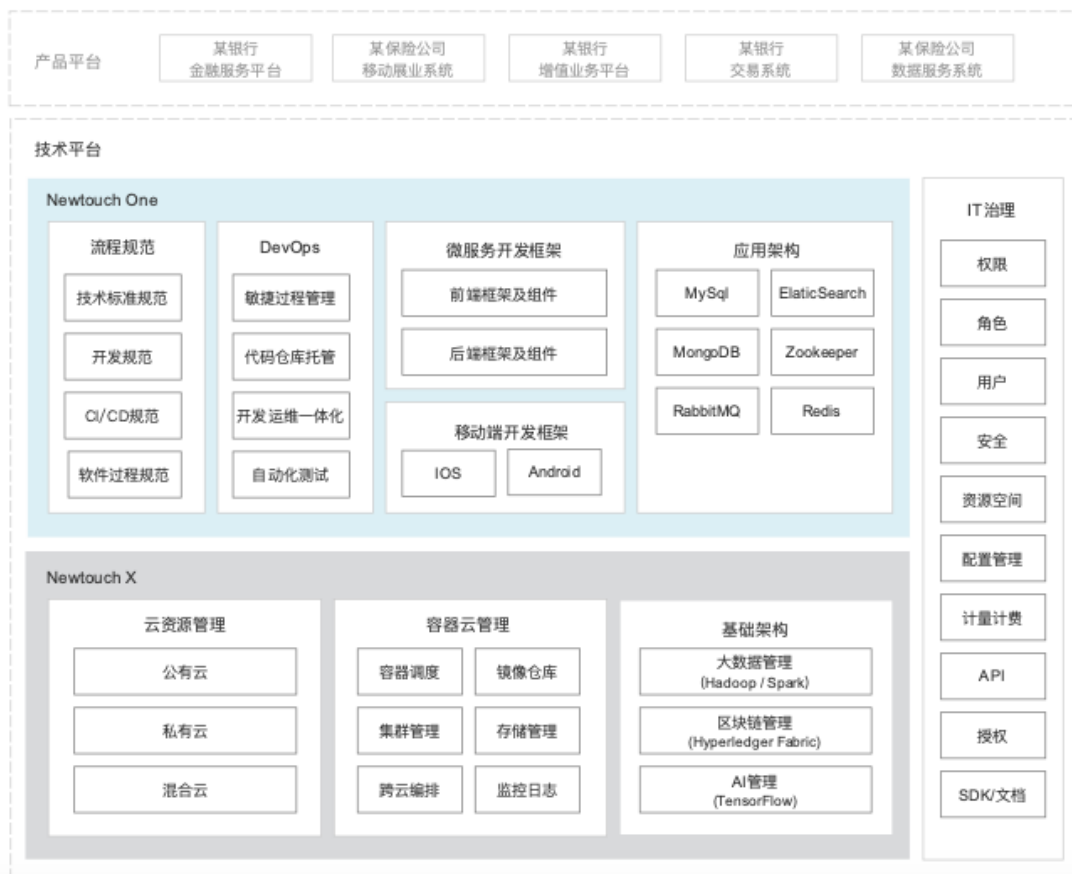 产品平台
某银行
金融服务平台
某保险公司
移动展业系统
某银行
增值业务平台
某银行
交易系统
某保险公司
数据服务系统
技术平台
Newtouch One
流程规范
技术标准规范
开发规范
CI/CD规范
软件过程规范
DevOps
敏捷过程管理
代码仓库托管
开发运维一体化
自动化测试
微服务开发框架
前端框架及组件
后端框架及组件
移动端开发框架
IOS
Android
应用架构
MySql
ElaticSearch
MongoDB
Zookeeper
RabbitMQ
Redis
Newtouch X
云资源管理
公有云
私有云
混合云
容器云管理
容器调度
镜像仓库
集群管理
存储管理
跨云编排
监控日志
基础架构
大数据管理
(Hadoop / Spark)
区块链管理
(Hyperledger Fabric)
AI管理
(TensorFlow)
IT治理
权限
角色
用户
安全
资源空间
配置管理
计量计费
API
授权
SDK/文档